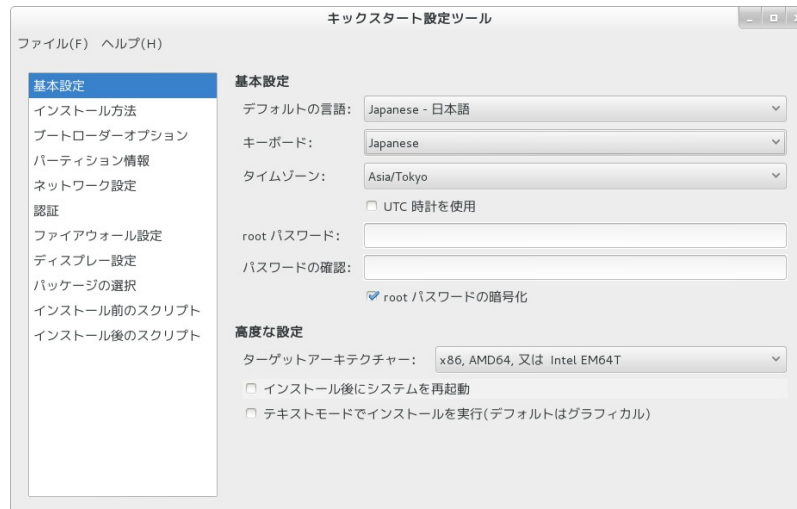 キックスタート設定ツール
ファイル(F) ヘルプ(H)
基本設定
インストール方法
ブートローダーオプション
パーティション情報
ネットワーク設定
認証
ファイアウォール設定
ディスプレー設定
パッケージの選択
インストール前のスクリプト
インストール後のスクリプト
基本設定
デフォルトの言語: Japanese - 日本語
キーボード: Japanese
タイムゾーン: Asia/Tokyo
UTC 時計を使用
root パスワード:
パスワードの確認:
root パスワードの暗号化
高度な設定
ターゲットアーキテクチャー: x86, AMD64, 又は Intel EM64T
インストール後にシステムを再起動
テキストモードでインストールを実行(デフォルトはグラフィカル)